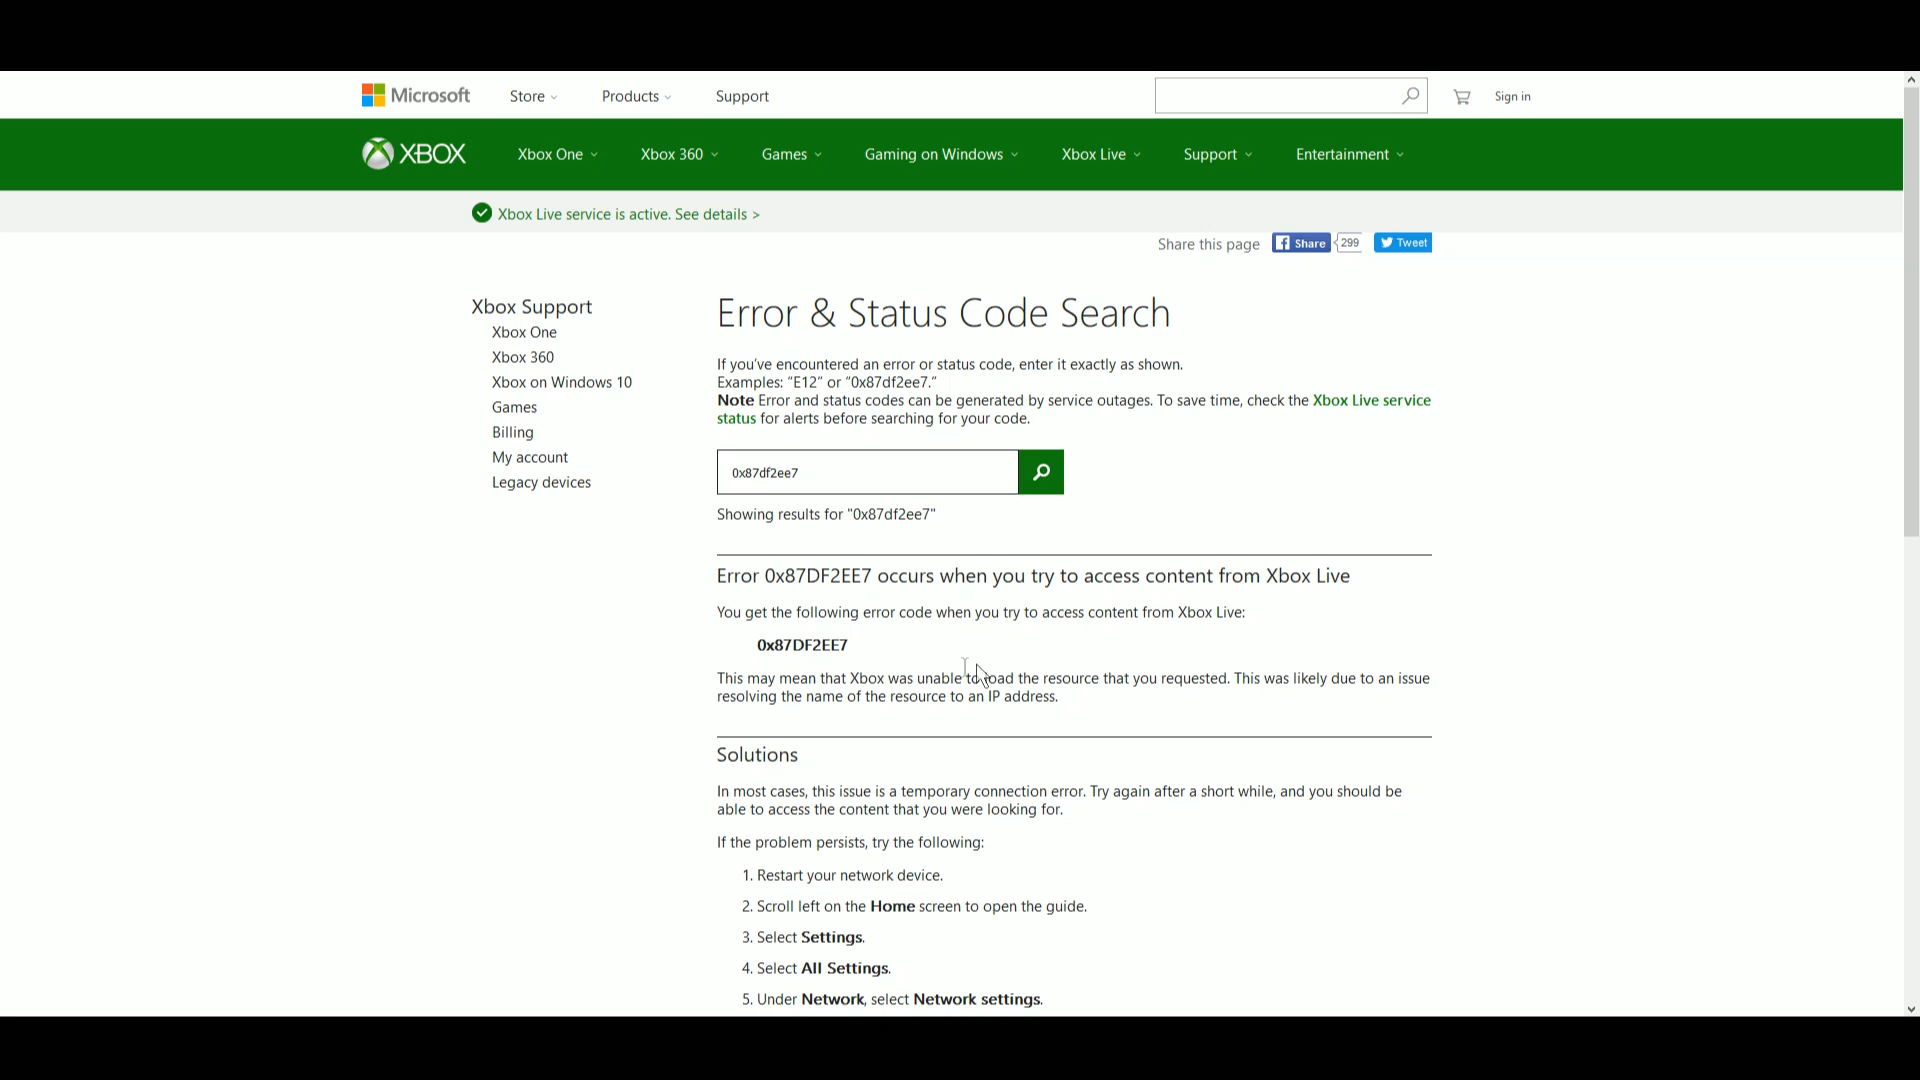 Microsoft Store Products Support Sign in
XBOX Xbox One Xbox 360 Games Gaming on Windows Xbox Live Support Entertainment
Xbox Live service is active. See details >
Share this page Share 299 Tweet
Xbox Support
Xbox One
Xbox 360
Xbox on Windows 10
Games
Billing
My account
Legacy devices
Error & Status Code Search
If you've encountered an error or status code, enter it exactly as shown.
Examples: "E12" or "0x87df2ee7."
Note Error and status codes can be generated by service outages. To save time, check the Xbox Live service
status for alerts before searching for your code.
0x87df2ee7
Showing results for "0x87df2ee7"
Error 0x87DF2EE7 occurs when you try to access content from Xbox Live
You get the following error code when you try to access content from Xbox Live:
0x87DF2EE7
This may mean that Xbox was unable to load the resource that you requested. This was likely due to an issue
resolving the name of the resource to an IP address.
Solutions
In most cases, this issue is a temporary connection error. Try again after a short while, and you should be
able to access the content that you were looking for.
If the problem persists, try the following:
1. Restart your network device.
2. Scroll left on the Home screen to open the guide.
3. Select Settings.
4. Select All Settings.
5. Under Network, select Network settings.